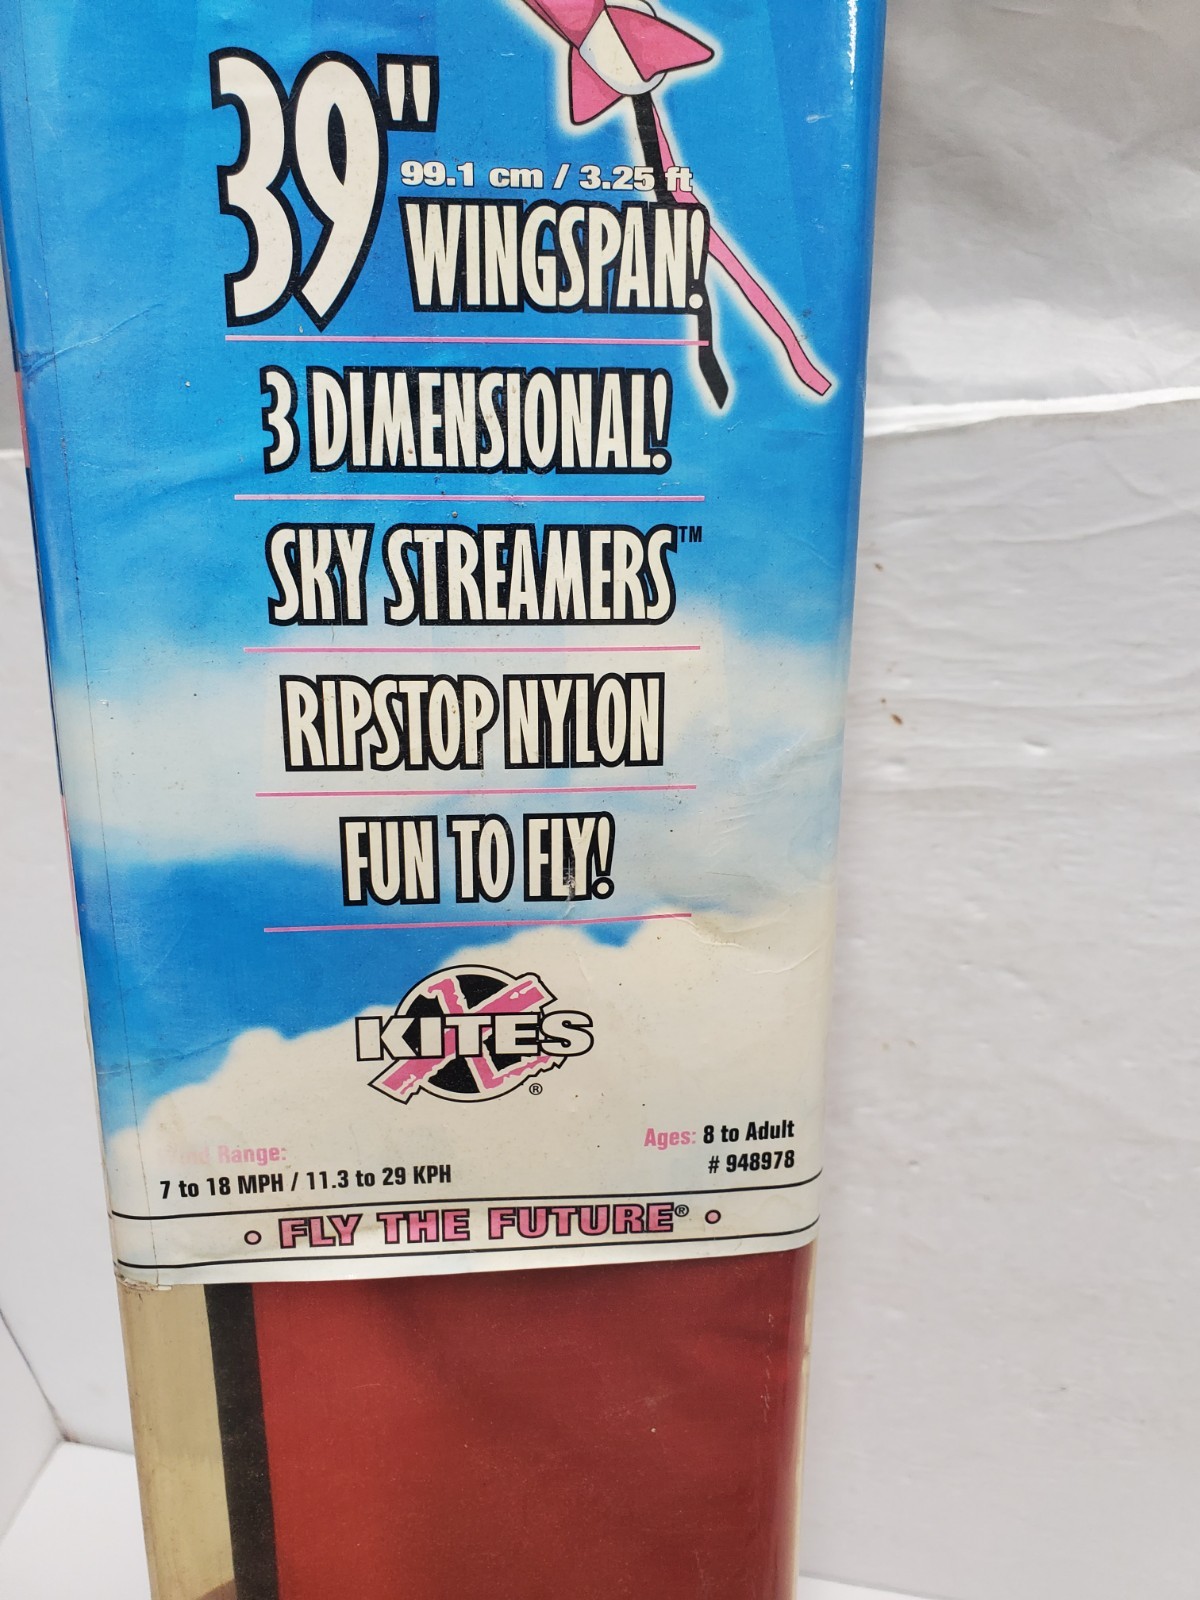 39"
99.1 cm / 3.25 ft
WINGSPAN!
3 DIMENSIONAL!
SKY STREAMERS™
RIPSTOP NYLON
FUN TO FLY!
KITES
®
Wind Range:
7 to 18 MPH / 11.3 to 29 KPH
Ages: 8 to Adult
# 948978
• FLY THE FUTURE® •